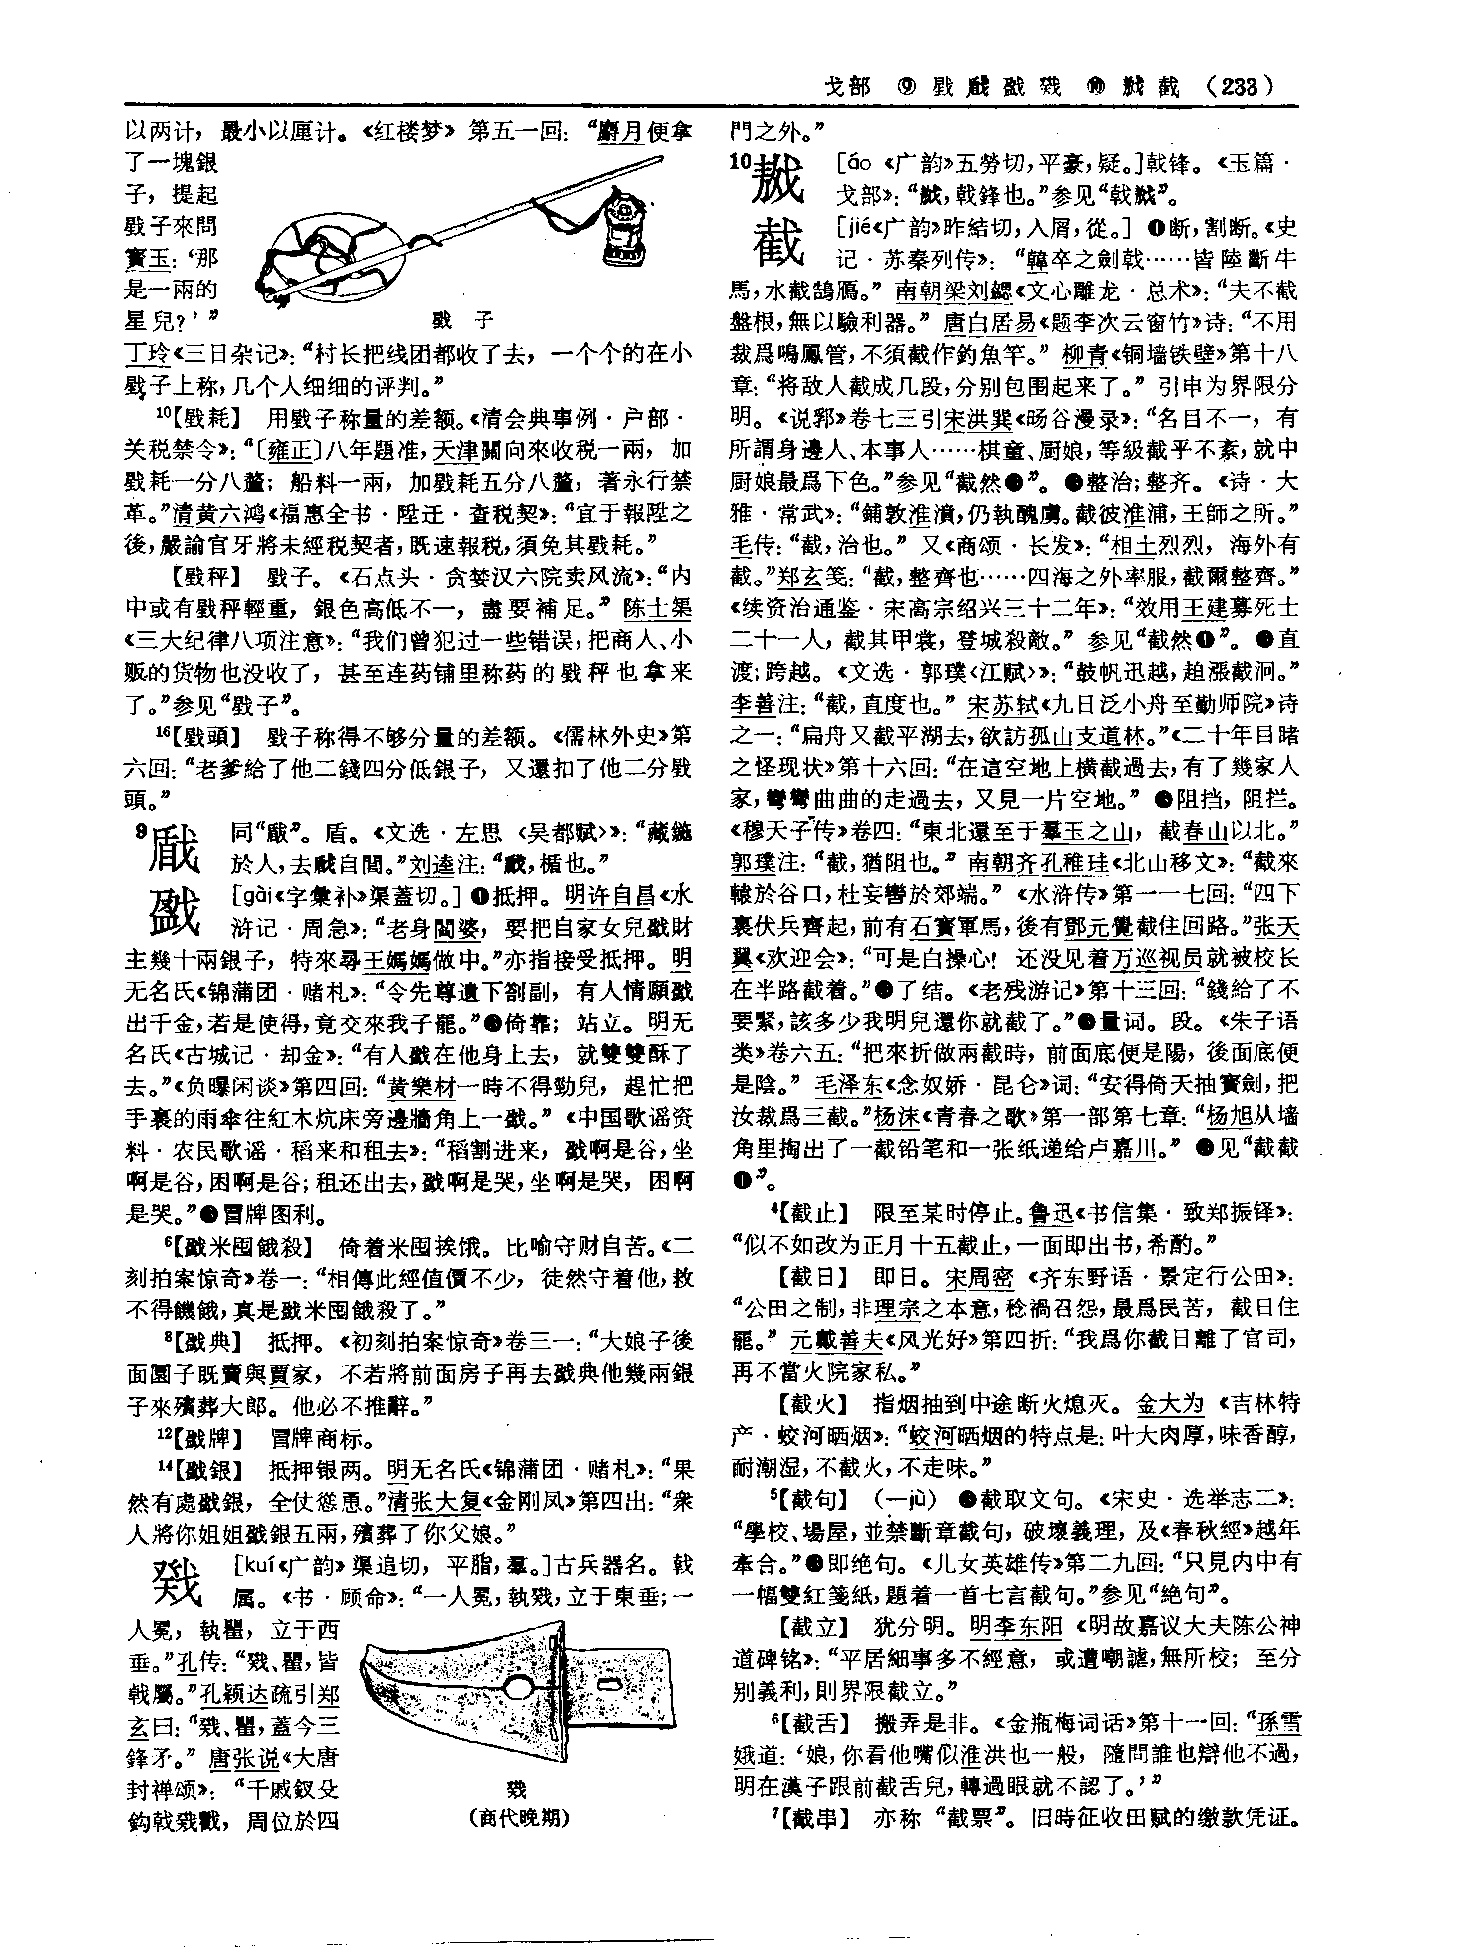 戈部 ⑨ 戥 戤 戣 ⑩ 截 (233)
以两计，最小以厘计。《红楼梦》第五一回：“麝月便拿
了一塊銀
子，提起
戥子來問
寳玉：‘那
是一兩的
星兒？’”
戥 子
丁玲《三日杂记》：“村长把线团都收了去，一个个的在小
戥子上称，几个人细细的评判。”
10【戥耗】 用戥子称量的差额。《清会典事例·户部·
关税禁令》：“〔雍正〕八年題准，天津關向來收税一兩，加
戥耗一分八釐；船料一兩，加戥耗五分八釐，著永行禁
革。”清黄六鸿《福惠全书·陞迁·查税契》：“宜于報陞之
後，嚴諭官牙將未經税契者，既速報税，須免其戥耗。”
【戥秤】 戥子。《石点头·贪婪汉六院卖风流》：“内
中或有戥秤輕重，銀色高低不一，盡要補足。”陈士榘
《三大纪律八项注意》：“我们曾犯过一些错误，把商人、小
贩的货物也没收了，甚至连药铺里称药的戥秤也拿来
了。”参见“戥子”。
16【戥頭】 戥子称得不够分量的差额。《儒林外史》第
六回：“老爹給了他二錢四分低銀子，又還扣了他二分戥
頭。”
9 同“瞂”。盾。《文选·左思〈吴都赋〉》：“藏鍦
於人，去自閭。”刘逵注：“，楯也。”
戤 [gài《字彙补》渠蓋切。] ❶抵押。明许自昌《水
浒记·周急》：“老身閻婆，要把自家女兒戤財
主幾十兩銀子，特來尋王媽媽做中。”亦指接受抵押。明
无名氏《锦蒲团·赌札》：“令先尊遺下劄副，有人情願戤
出千金，若是使得，竟交來我子罷。”❷倚靠；站立。明无
名氏《古城记·却金》：“有人戤在他身上去，就雙雙酥了
去。”《负曝闲谈》第四回：“黄樂材一時不得勁兒，趕忙把
手裏的雨傘往紅木炕床旁邊牆角上一戤。”《中国歌谣资
料·农民歌谣·稻来和租去》：“稻割进来，戤啊是谷，坐
啊是谷，困啊是谷；租还出去，戤啊是哭，坐啊是哭，困啊
是哭。”❸冒牌图利。
6【戤米囤餓殺】 倚着米囤挨饿。比喻守财自苦。《二
刻拍案惊奇》卷一：“相傳此經值價不少，徒然守着他，救
不得饑餓，真是戤米囤餓殺了。”
8【戤典】 抵押。《初刻拍案惊奇》卷三一：“大娘子後
面園子既賣與賈家，不若將前面房子再去戤典他幾兩銀
子來殯葬大郎。他必不推辭。”
12【戤牌】 冒牌商标。
14【戤銀】 抵押银两。明无名氏《锦蒲团·赌札》：“果
然有處戤銀，全仗慫恿。”清张大复《金刚凤》第四出：“衆
人將你姐姐戤銀五兩，殯葬了你父娘。”
戣 [kuí《广韵》渠追切，平脂，羣。]古兵器名。戟
属。《书·顾命》：“一人冕，執戣，立于東垂；一
人冕，執瞿，立于西
垂。”孔传：“戣、瞿，皆
戟屬。”孔颖达疏引郑
玄曰：“戣、瞿，蓋今三
鋒矛。”唐张说《大唐
封禅颂》：“干戚釵殳
鈎戟戣戵，周位於四
戣
（商代晚期）
門之外。”
10 [áo 《广韵》五勞切，平豪，疑。]戟锋。《玉篇·
戈部》：“，戟鋒也。”参见“戟”。
截 [jié《广韵》昨結切，入屑，從。] ❶断，割断。《史
记·苏秦列传》：“韓卒之劍戟……皆陸斷牛
馬，水截鵠鴈。”南朝梁刘勰《文心雕龙·总术》：“夫不截
盤根，無以驗利器。”唐白居易《题李次云窗竹》诗：“不用
裁爲鳴鳳管，不須截作釣魚竿。”柳青《铜墙铁壁》第十八
章：“将敌人截成几段，分别包围起来了。”引申为界限分
明。《说郛》卷七三引宋洪巽《旸谷漫录》：“名目不一，有
所謂身邊人、本事人……棋童、厨娘，等級截乎不紊，就中
厨娘最爲下色。”参见“截然❷”。❷整治；整齐。《诗·大
雅·常武》：“鋪敦淮濆，仍執醜虜。截彼淮浦，王師之所。”
毛传：“截，治也。”又《商颂·长发》：“相土烈烈，海外有
截。”郑玄笺：“截，整齊也……四海之外率服，截爾整齊。”
《续资治通鉴·宋高宗绍兴三十二年》：“效用王建募死士
二十一人，截其甲裳，登城殺敵。”参见“截然❶”。❸直
渡；跨越。《文选·郭璞〈江赋〉》：“鼓帆迅越，趠漲截泂。”
李善注：“截，直度也。”宋苏轼《九日泛小舟至勤师院》诗
之一：“扁舟又截平湖去，欲訪孤山支道林。”《二十年目睹
之怪现状》第十六回：“在這空地上横截過去，有了幾家人
家，彎彎曲曲的走過去，又見一片空地。”❹阻挡，阻拦。
《穆天子传》卷四：“東北還至于羣玉之山，截春山以北。”
郭璞注：“截，猶阻也。”南朝齐孔稚珪《北山移文》：“截來
轅於谷口，杜妄轡於郊端。”《水浒传》第一一七回：“四下
裏伏兵齊起，前有石寳軍馬，後有鄧元覺截住回路。”张天
翼《欢迎会》：“可是白操心！还没见着万巡视员就被校长
在半路截着。”❺了结。《老残游记》第十三回：“錢給了不
要緊，該多少我明兒還你就截了。”❻量词。段。《朱子语
类》卷六五：“把來折做兩截時，前面底便是陽，後面底便
是陰。”毛泽东《念奴娇·昆仑》词：“安得倚天抽寳劍，把
汝裁爲三截。”杨沫《青春之歌》第一部第七章：“杨旭从墙
角里掏出了一截铅笔和一张纸递给卢嘉川。”❼见“截截
❶”。
4【截止】 限至某时停止。鲁迅《书信集·致郑振铎》：
“似不如改为正月十五截止，一面即出书，希酌。”
【截日】 即日。宋周密《齐东野语·景定行公田》：
“公田之制，非理宗之本意，稔禍召怨，最爲民苦，截日住
罷。”元戴善夫《风光好》第四折：“我爲你截日離了官司，
再不當火院家私。”
【截火】 指烟抽到中途断火熄灭。金大为《吉林特
产·蛟河晒烟》：“蛟河晒烟的特点是：叶大肉厚，味香醇，
耐潮湿，不截火，不走味。”
5【截句】 （—jù） ❶截取文句。《宋史·选举志二》：
“學校、場屋，並禁斷章截句，破壞義理，及《春秋經》越年
牽合。”❷即绝句。《儿女英雄传》第二九回：“只見内中有
一幅雙紅箋紙，題着一首七言截句。”参见“绝句”。
【截立】 犹分明。明李东阳《明故嘉议大夫陈公神
道碑铭》：“平居細事多不經意，或遭嘲謔，無所校；至分
别義利，則界限截立。”
6【截舌】 搬弄是非。《金瓶梅词话》第十一回：“孫雪
娥道：‘娘，你看他嘴似淮洪也一般，隨問誰也辯他不過，
明在漢子跟前截舌兒，轉過眼就不認了。’”
7【截串】 亦称“截票”。旧時征收田赋的缴款凭证。